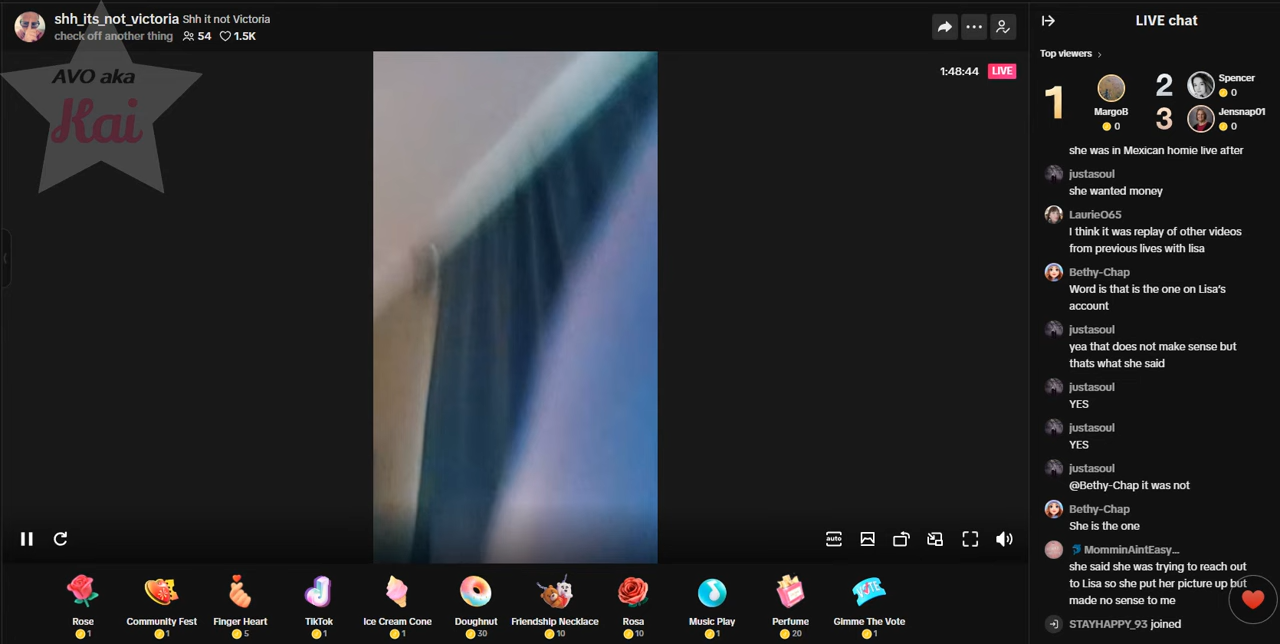 shh_its_not_victoria Shh it not Victoria
check off another thing 54 1.5K
AVO aka
Kai
1:48:44 LIVE
LIVE chat
Top viewers >
1 MargoB 0
2 Spencer 0
3 Jensnap01 0
she was in Mexican homie live after
justasoul
she wanted money
LaurieO65
I think it was replay of other videos
from previous lives with lisa
Bethy-Chap
Word is that is the one on Lisa's
account
justasoul
yea that does not make sense but
thats what she said
justasoul
YES
justasoul
YES
justasoul
@Bethy-Chap it was not
Bethy-Chap
She is the one
MomminAintEasy...
she said she was trying to reach out
to Lisa so she put her picture up but
made no sense to me
STAYHAPPY_93 joined
auto
VOTE
Rose Community Fest Finger Heart TikTok Ice Cream Cone Doughnut Friendship Necklace Rosa Music Play Perfume Gimme The Vote
1 1 5 1 1 30 10 10 1 20 1